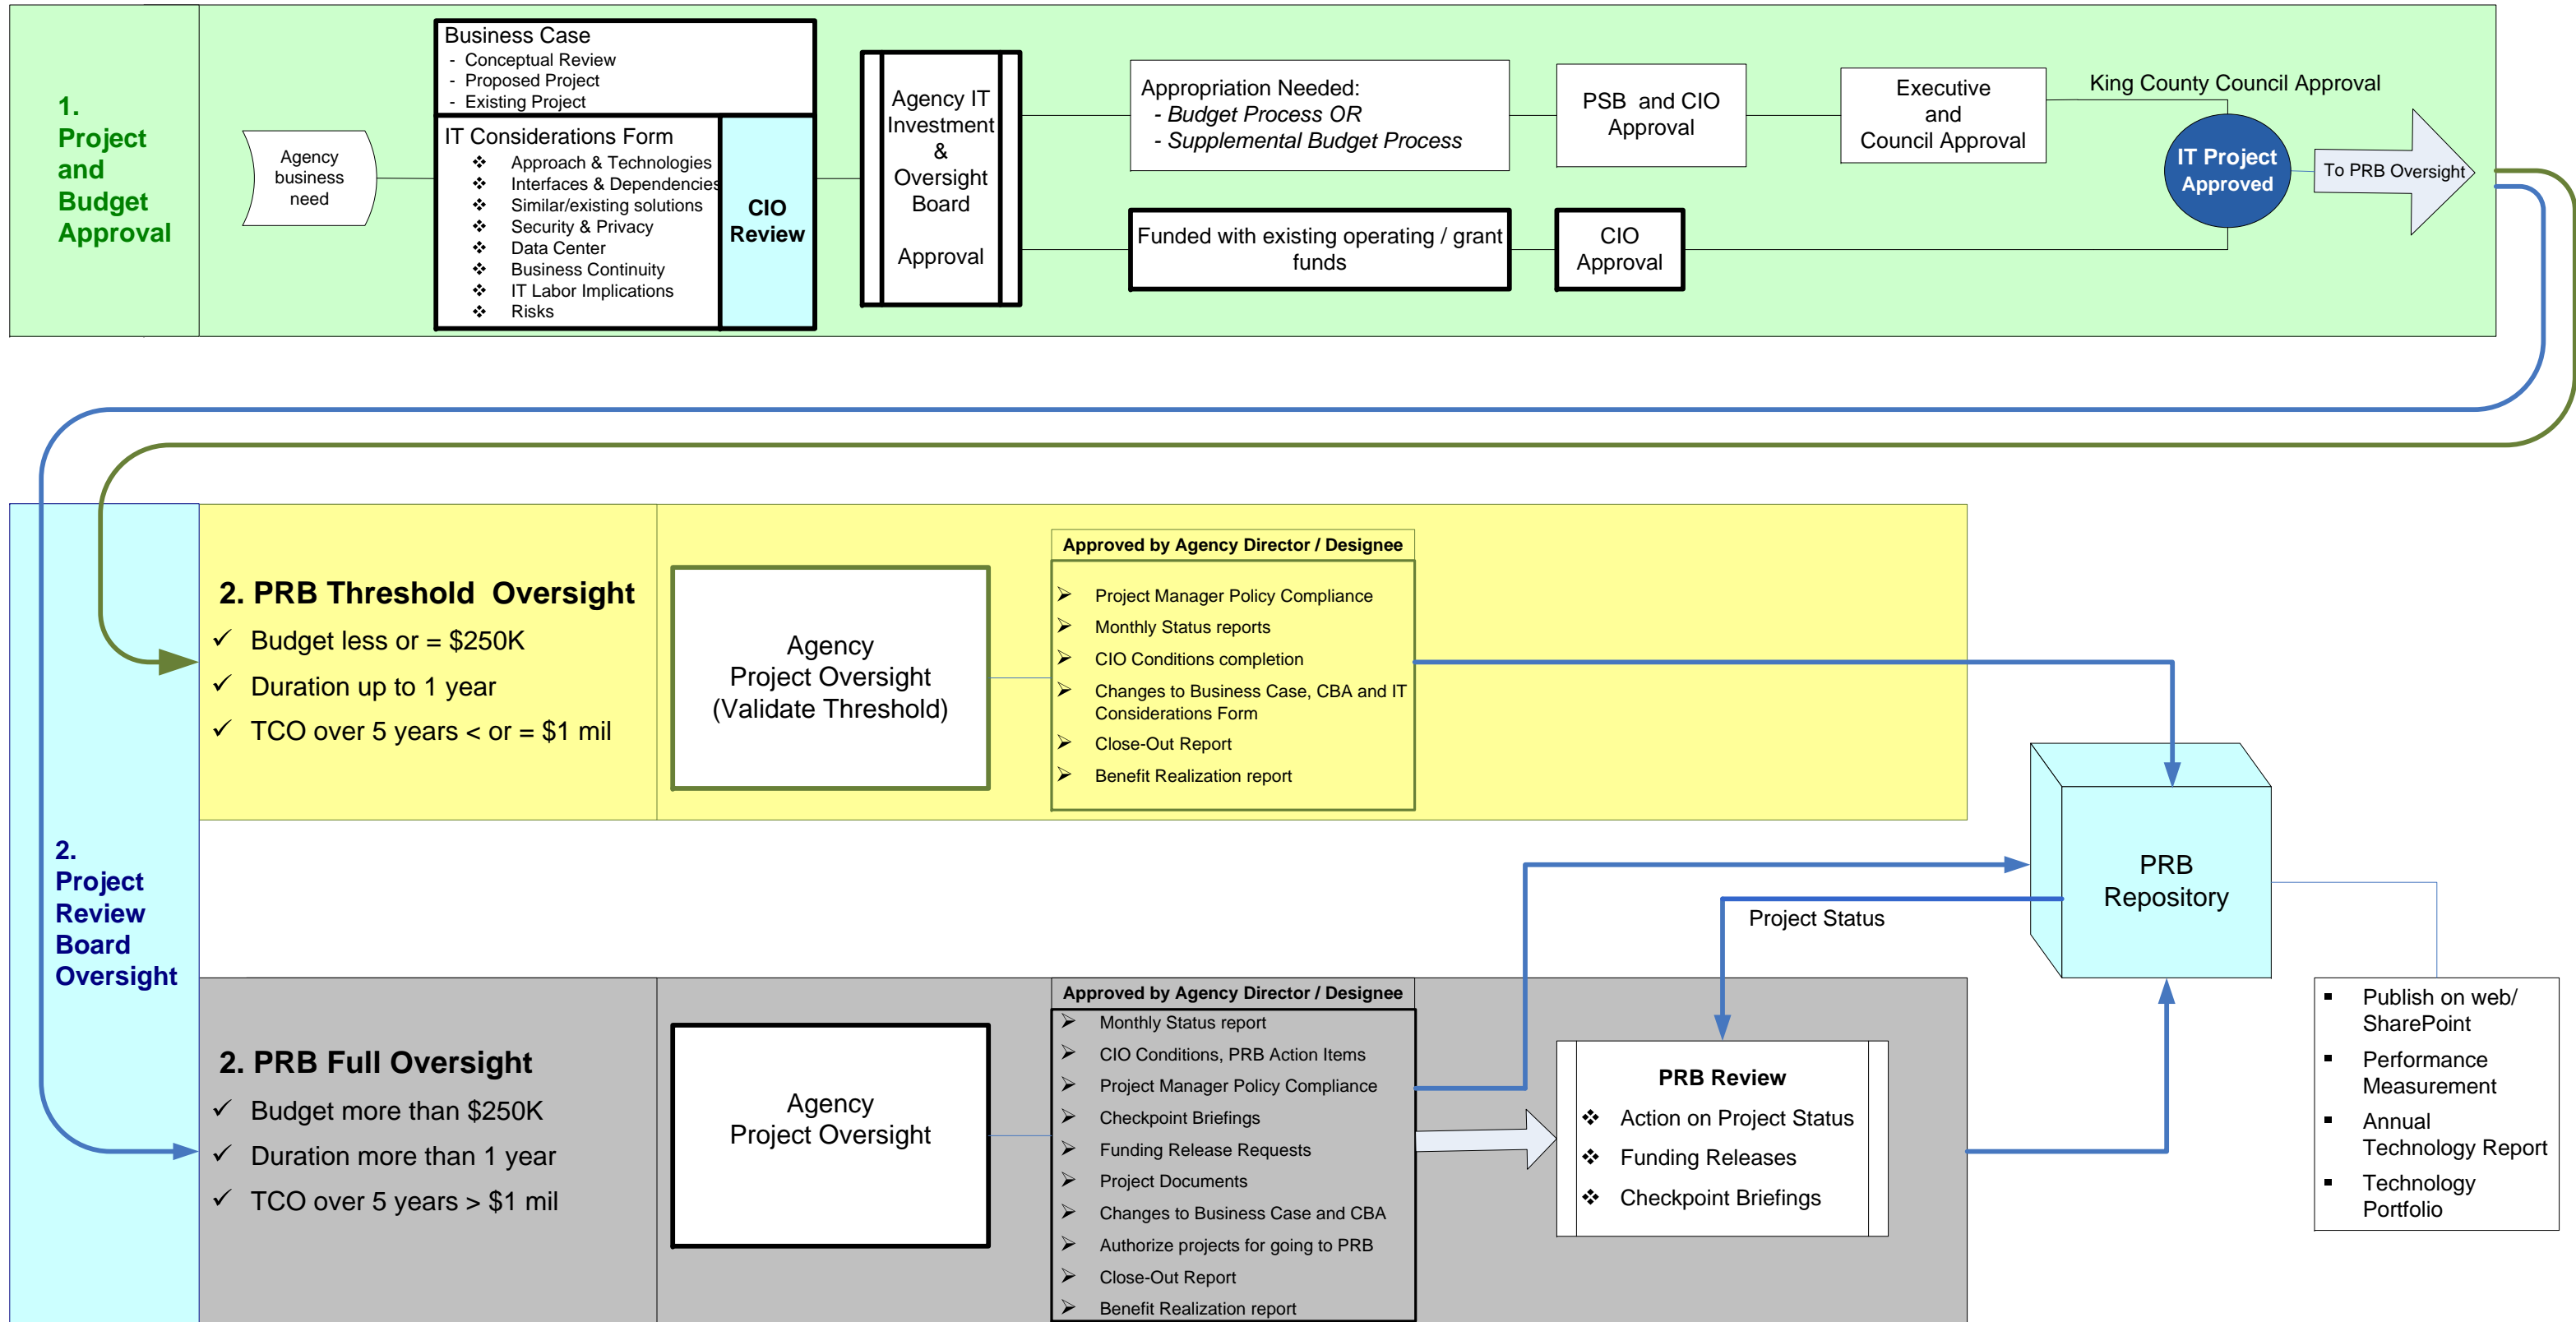 1.
Project
and
Budget
Approval
Agency
business
need
Business Case
- Conceptual Review
- Proposed Project
- Existing Project
IT Considerations Form
❖ Approach & Technologies
❖ Interfaces & Dependencies
❖ Similar/existing solutions
❖ Security & Privacy
❖ Data Center
❖ Business Continuity
❖ IT Labor Implications
❖ Risks
CIO
Review
Agency IT
Investment
&
Oversight
Board
Approval
Appropriation Needed:
- Budget Process OR
- Supplemental Budget Process
PSB and CIO
Approval
Executive
and
Council Approval
King County Council Approval
Funded with existing operating / grant
funds
CIO
Approval
IT Project
Approved
To PRB Oversight
2.
Project
Review
Board
Oversight
2. PRB Threshold Oversight
✓ Budget less or = $250K
✓ Duration up to 1 year
✓ TCO over 5 years < or = $1 mil
Agency
Project Oversight
(Validate Threshold)
Approved by Agency Director / Designee
➢ Project Manager Policy Compliance
➢ Monthly Status reports
➢ CIO Conditions completion
➢ Changes to Business Case, CBA and IT
Considerations Form
➢ Close-Out Report
➢ Benefit Realization report
PRB
Repository
Project Status
2. PRB Full Oversight
✓ Budget more than $250K
✓ Duration more than 1 year
✓ TCO over 5 years > $1 mil
Agency
Project Oversight
Approved by Agency Director / Designee
➢ Monthly Status report
➢ CIO Conditions, PRB Action Items
➢ Project Manager Policy Compliance
➢ Checkpoint Briefings
➢ Funding Release Requests
➢ Project Documents
➢ Changes to Business Case and CBA
➢ Authorize projects for going to PRB
➢ Close-Out Report
➢ Benefit Realization report
PRB Review
❖ Action on Project Status
❖ Funding Releases
❖ Checkpoint Briefings
▪ Publish on web/
SharePoint
▪ Performance
Measurement
▪ Annual
Technology Report
▪ Technology
Portfolio